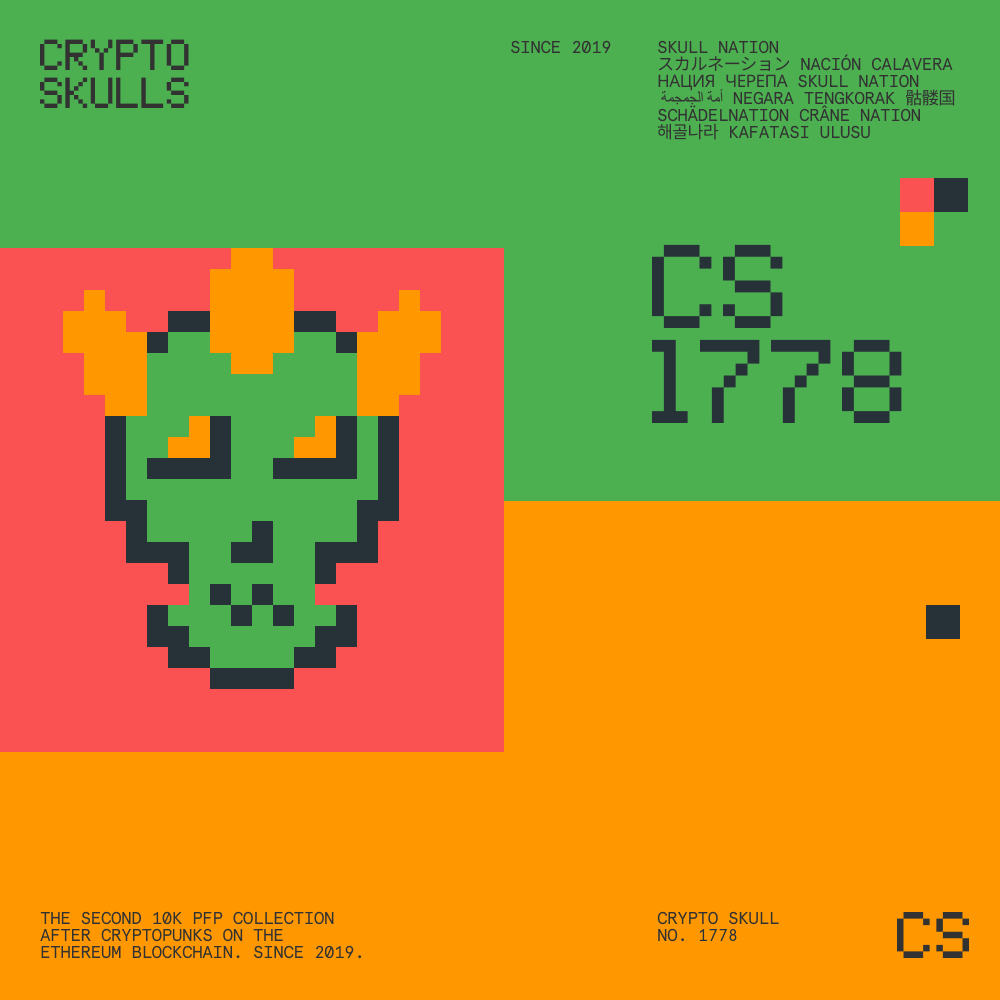 CRYPTO
SKULLS
SINCE 2019
SKULL NATION
スカルネーション NACIÓN CALAVERA
НАЦИЯ ЧЕРЕПА SKULL NATION
أمة الجمجمة NEGARA TENGKORAK 骷髅国
SCHÄDELNATION CRÂNE NATION
해골나라 KAFATASI ULUSU
CS
1778
THE SECOND 10K PFP COLLECTION
AFTER CRYPTOPUNKS ON THE
ETHEREUM BLOCKCHAIN. SINCE 2019.
CRYPTO SKULL
NO. 1778
CS